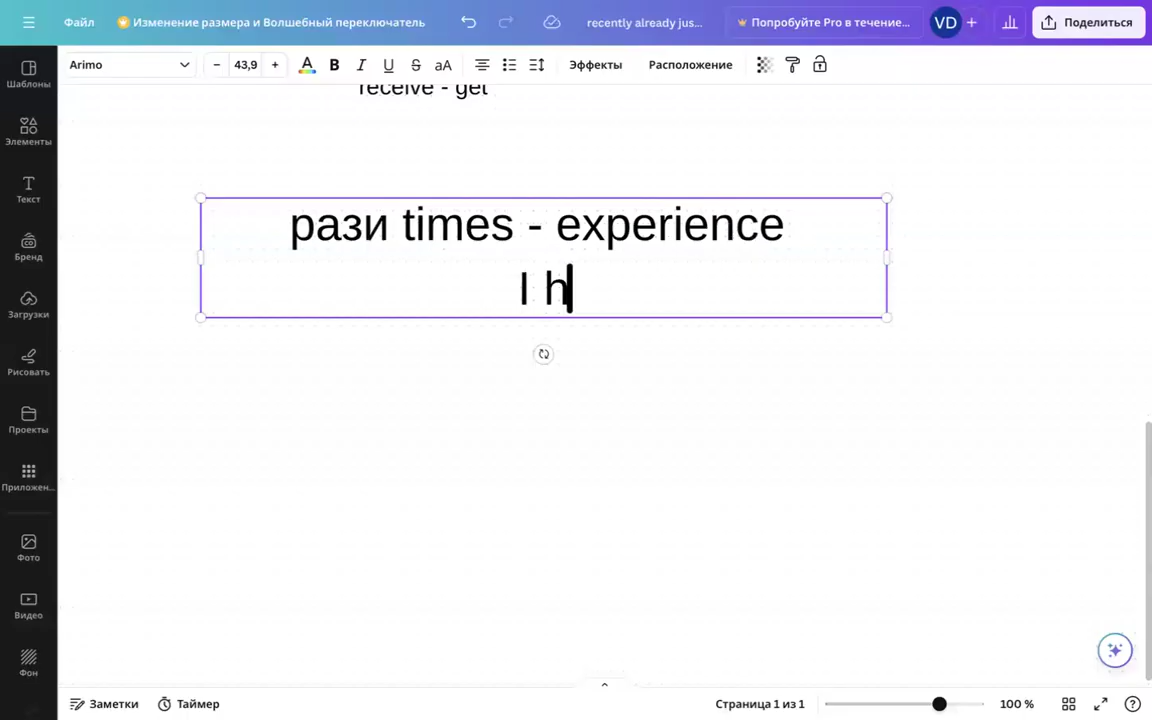 Файл
Изменение размера и Волшебный переключатель
recently already jus...
Попробуйте Pro в течение...
VD
Поделиться
Arimo
43,9
A
B
I
U
S
aA
Эффекты
Расположение
Шаблоны
Элементы
Текст
Бренд
Загрузки
Рисовать
Проекты
Приложен...
Фото
Видео
Фон
receive - get
рази times - experience
I h
Заметки
Таймер
Страница 1 из 1
100 %